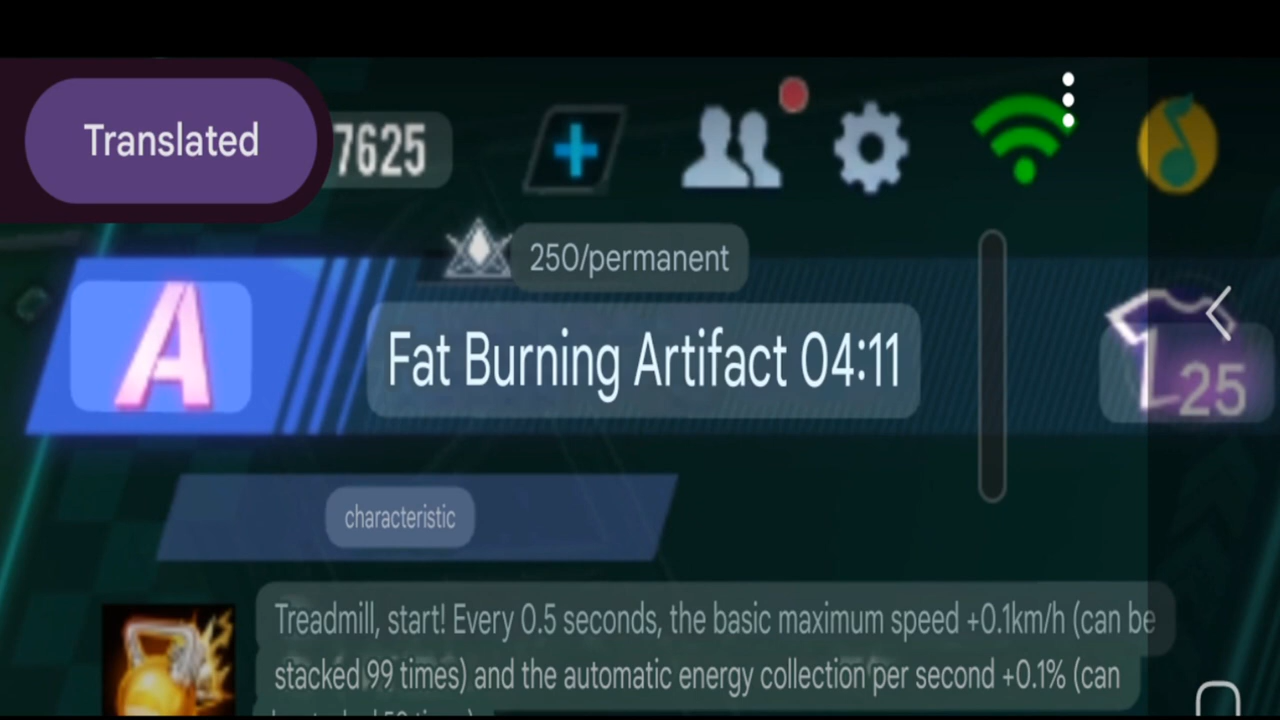 Translated
7625
250/permanent
A
Fat Burning Artifact 04:11
L25
characteristic
Treadmill, start! Every 0.5 seconds, the basic maximum speed +0.1km/h (can be
stacked 99 times) and the automatic energy collection per second +0.1% (can